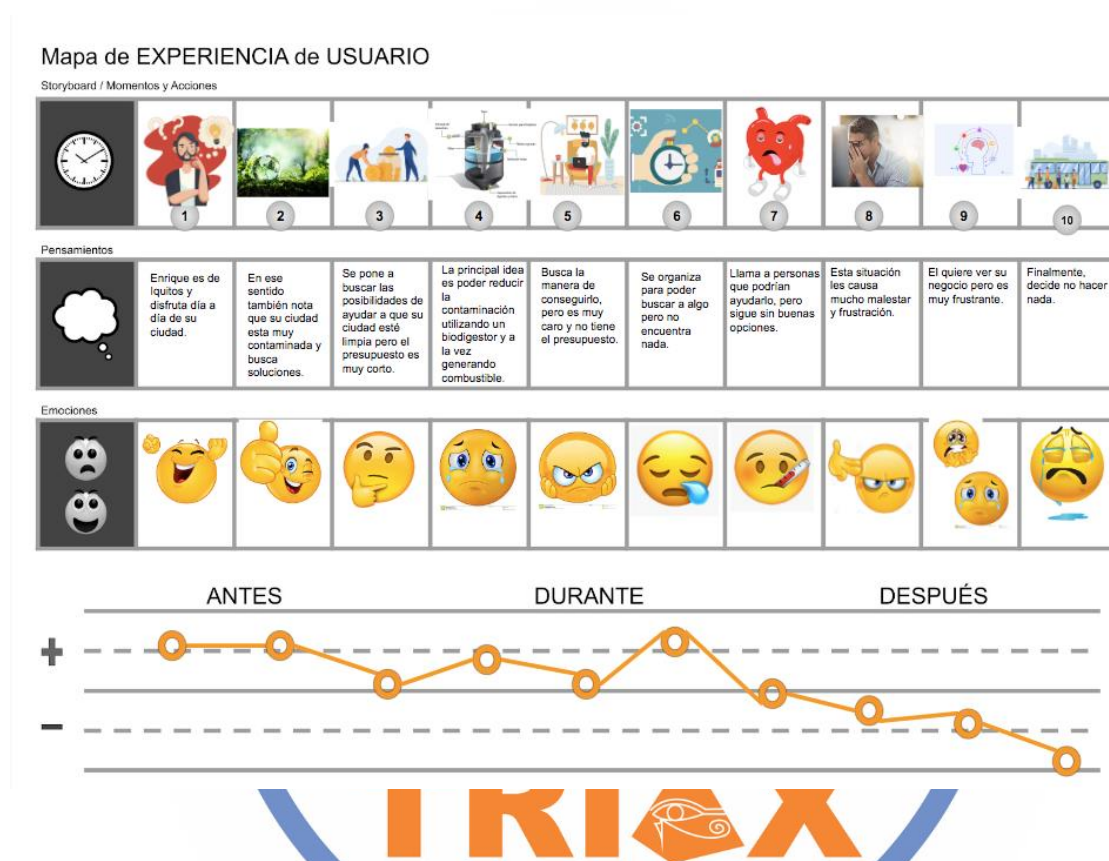 Mapa de EXPERIENCIA de USUARIO
Storyboard / Momentos y Acciones
1
2
3
4
5
6
7
8
9
10
Pensamientos
Enrique es de
Iquitos y
disfruta día a
día de su
ciudad.
En ese
sentido
también nota
que su ciudad
esta muy
contaminada y
busca
soluciones.
Se pone a
buscar las
posibilidades de
ayudar a que su
ciudad esté
limpia pero el
presupuesto es
muy corto.
La principal idea
es poder reducir
la
contaminación
utilizando un
biodigestor y a
la vez
generando
combustible.
Busca la
manera de
conseguirlo,
pero es muy
caro y no tiene
el presupuesto.
Se organiza
para poder
buscar a algo
pero no
encuentra
nada.
Llama a personas
que podrían
ayudarlo, pero
sigue sin buenas
opciones.
Esta situación
les causa
mucho malestar
y frustración.
El quiere ver su
negocio pero es
muy frustrante.
Finalmente,
decide no hacer
nada.
Emociones
ANTES
DURANTE
DESPUÉS
+
−
TRIAX